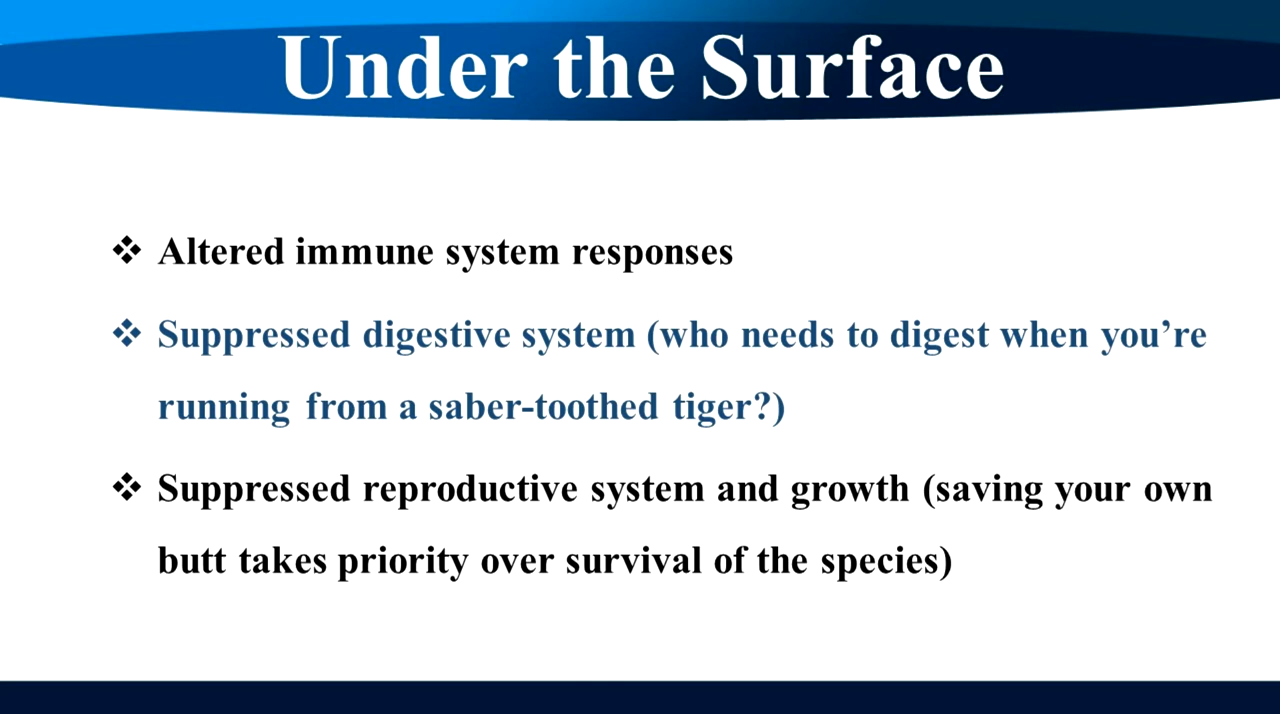 Under the Surface
❖ Altered immune system responses
❖ Suppressed digestive system (who needs to digest when you’re
running from a saber-toothed tiger?)
❖ Suppressed reproductive system and growth (saving your own
butt takes priority over survival of the species)